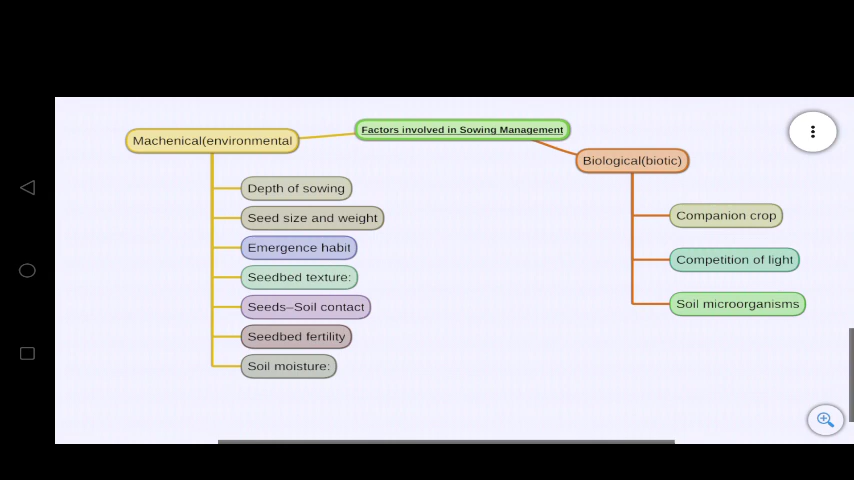 Factors involved in Sowing Management
Machenical(environmental
Depth of sowing
Seed size and weight
Emergence habit
Seedbed texture:
Seeds–Soil contact
Seedbed fertility
Soil moisture:
Biological(biotic)
Companion crop
Competition of light
Soil microorganisms